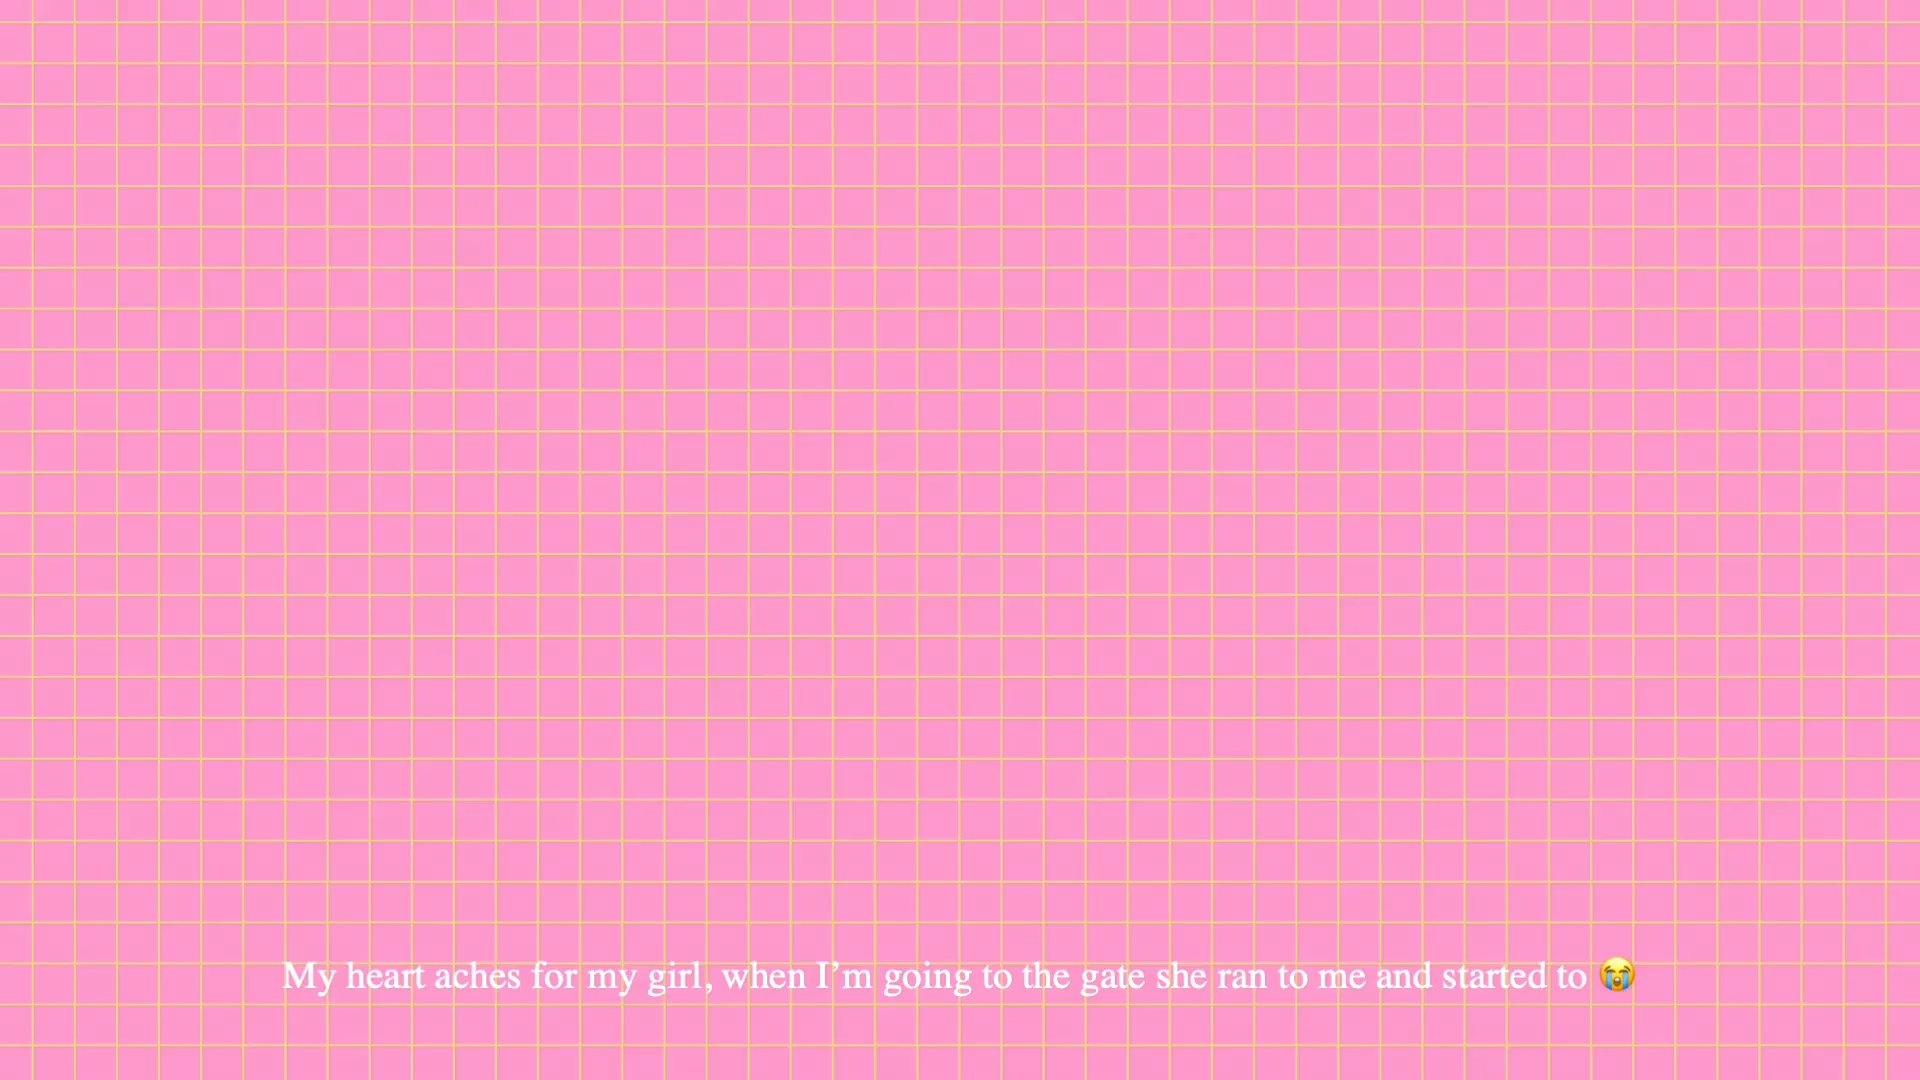 My heart aches for my girl, when I’m going to the gate she ran to me and started to 😭